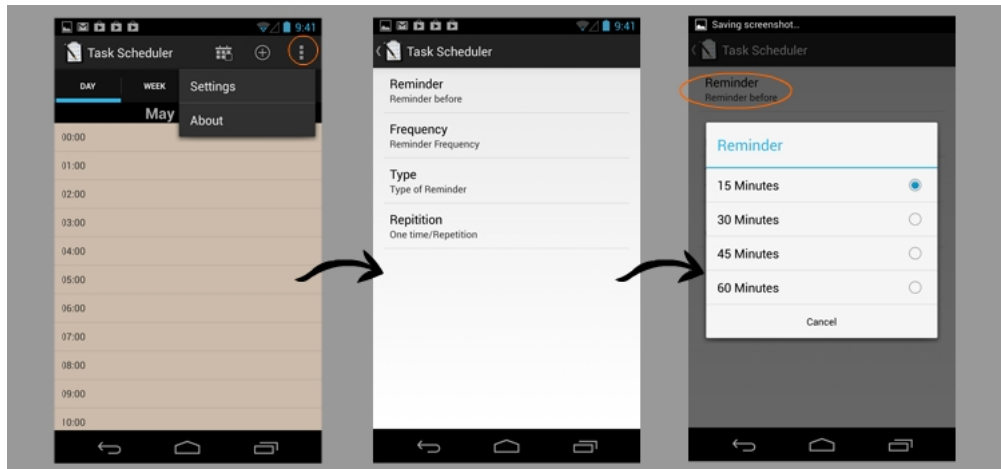 9:41
Task Scheduler
Settings
About
DAY WEEK
May
00:00
01:00
02:00
03:00
04:00
05:00
06:00
07:00
08:00
09:00
10:00
9:41
Task Scheduler
Reminder
Reminder before
Frequency
Reminder Frequency
Type
Type of Reminder
Repitition
One time/Repetition
Saving screenshot...
Task Scheduler
Reminder
Reminder before
Reminder
15 Minutes
30 Minutes
45 Minutes
60 Minutes
Cancel